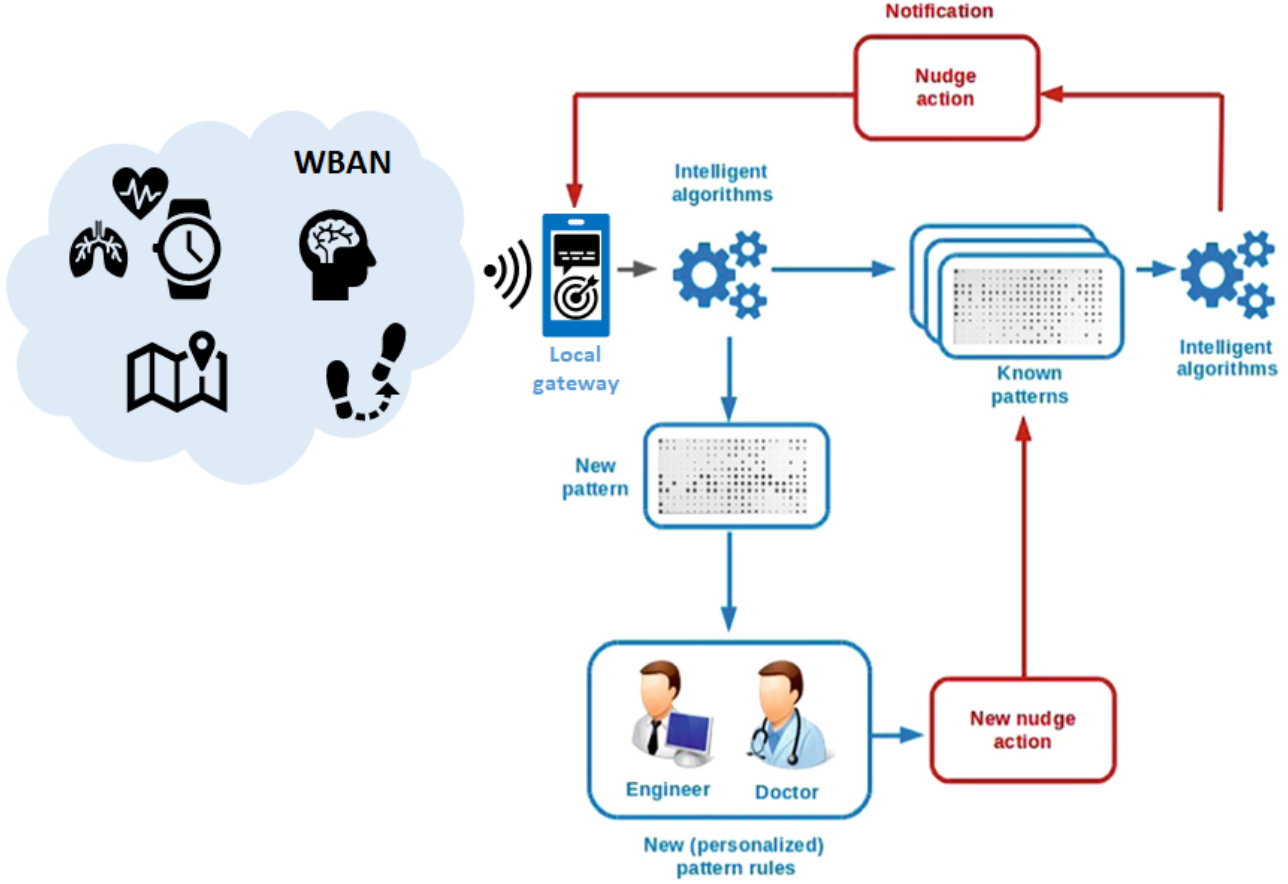 Notification
Nudge
action
WBAN
Intelligent
algorithms
Local
gateway
Known
patterns
Intelligent
algorithms
New
pattern
New nudge
action
Engineer
Doctor
New (personalized)
pattern rules